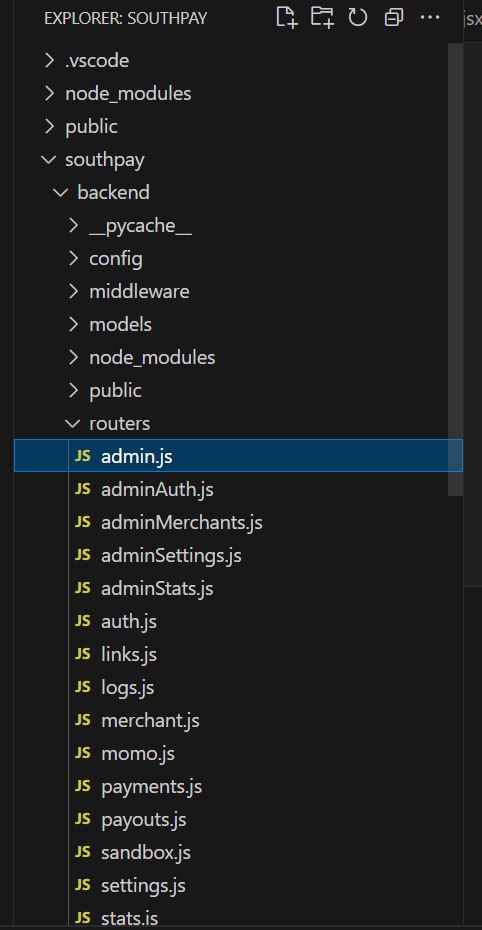 EXPLORER: SOUTHPAY
jsx
.vscode
node_modules
public
southpay
backend
__pycache__
config
middleware
models
node_modules
public
routers
JS admin.js
JS adminAuth.js
JS adminMerchants.js
JS adminSettings.js
JS adminStats.js
JS auth.js
JS links.js
JS logs.js
JS merchant.js
JS momo.js
JS payments.js
JS payouts.js
JS sandbox.js
JS settings.js
JS stats.js